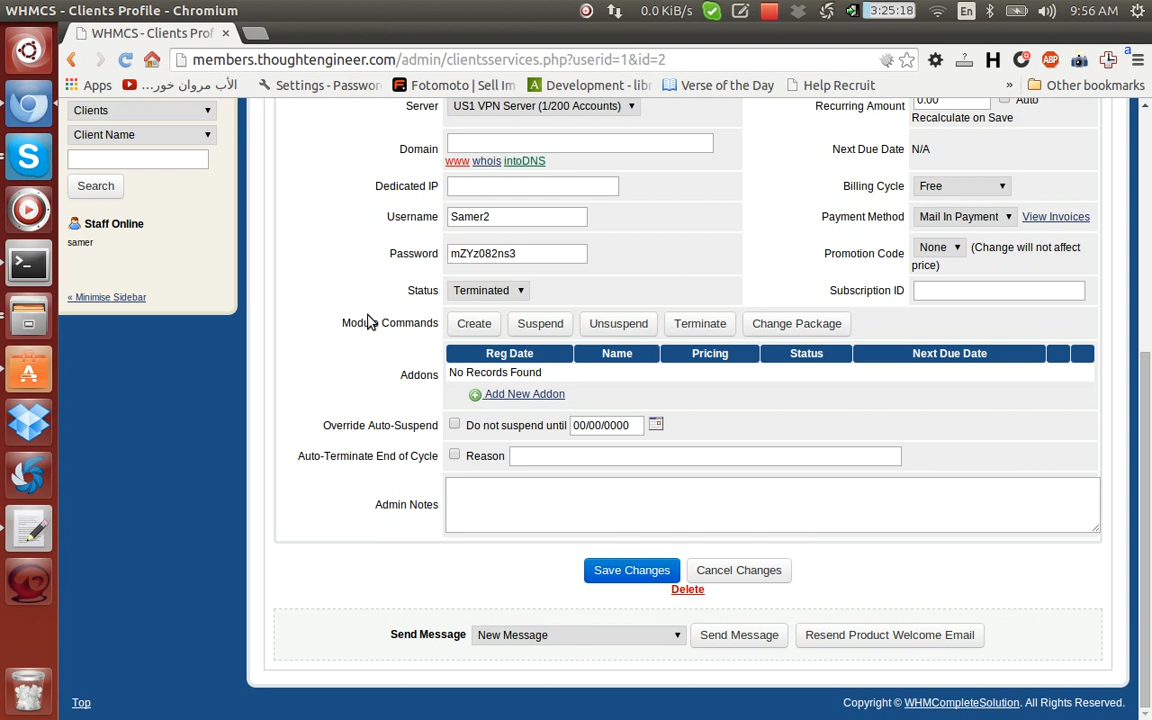 WHMCS - Clients Profile - Chromium
0.0 KiB/s
3:25:18
En
9:56 AM
WHMCS - Clients Prof
members.thoughtengineer.com/admin/clientsservices.php?userid=1&id=2
ABP
a
Apps
الأب مروان خور...
Settings - Passwor
Fotomoto | Sell Im
Development - lib
Verse of the Day
Help Recruit
»
Other bookmarks
Clients
Client Name
Search
Staff Online
samer
« Minimise Sidebar
Server US1 VPN Server (1/200 Accounts)
Recurring Amount 0.00 Auto
Recalculate on Save
Domain
www whois intoDNS
Next Due Date N/A
Dedicated IP
Billing Cycle Free
Username Samer2
Payment Method Mail In Payment View Invoices
Password mZYz082ns3
Promotion Code None (Change will not affect
price)
Status Terminated
Subscription ID
Module Commands Create Suspend Unsuspend Terminate Change Package
Reg Date Name Pricing Status Next Due Date
Addons
No Records Found
Add New Addon
Override Auto-Suspend Do not suspend until 00/00/0000
Auto-Terminate End of Cycle Reason
Admin Notes
Save Changes Cancel Changes
Delete
Send Message New Message Send Message Resend Product Welcome Email
Top
Copyright © WHMCompleteSolution. All Rights Reserved.